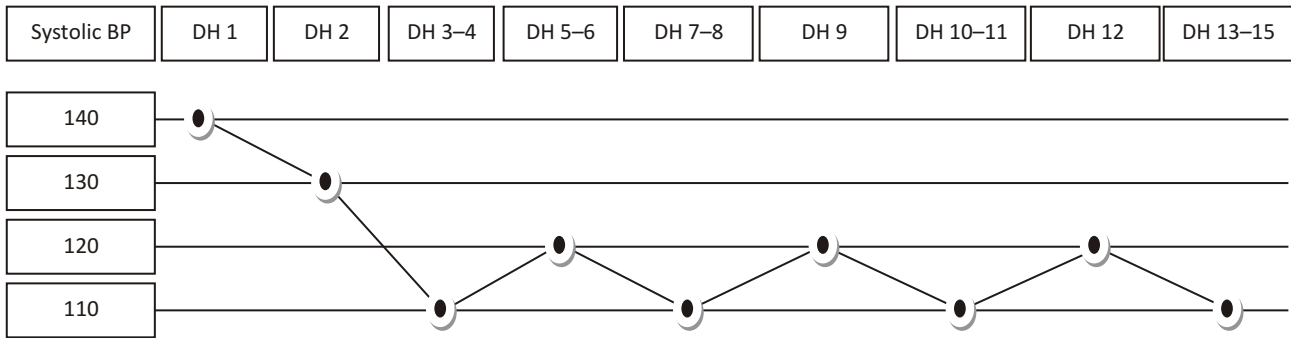 Systolic BP DH 1 DH 2 DH 3–4 DH 5–6 DH 7–8 DH 9 DH 10–11 DH 12 DH 13–15
140
130
120
110